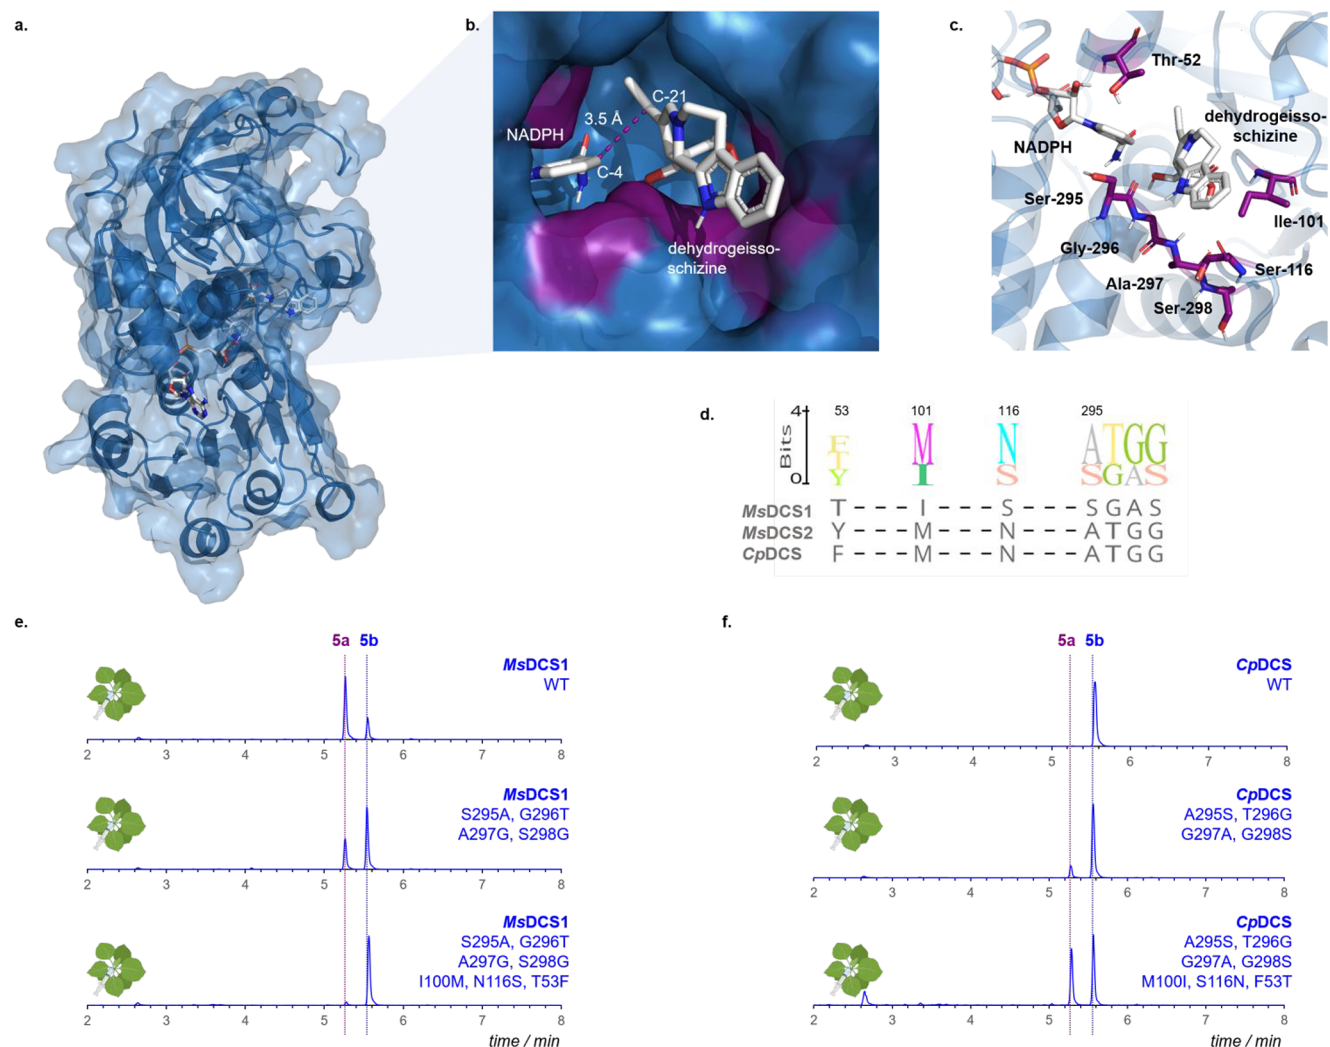 a.
b.
C-21
3.5 Å
NADPH
C-4
dehydrogeisso-
schizine
c.
Thr-52
dehydrogeisso-
schizine
NADPH
Ser-295
Ile-101
Gly-296
Ser-116
Ala-297
Ser-298
d.
4 53 101 116 295
Bits
F M N ATGG
T
Y I S SGAS
0
MsDCS1 T - - - I - - - S - - - S G A S
MsDCS2 Y - - - M - - - N - - - A T G G
CpDCS F - - - M - - - N - - - A T G G
e.
5a 5b
MsDCS1
WT
2 3 4 5 6 7 8
MsDCS1
S295A, G296T
A297G, S298G
2 3 4 5 6 7 8
MsDCS1
S295A, G296T
A297G, S298G
I100M, N116S, T53F
2 3 4 5 6 7 8
time / min
f.
5a 5b
CpDCS
WT
2 3 4 5 6 7 8
CpDCS
A295S, T296G
G297A, G298S
2 3 4 5 6 7 8
CpDCS
A295S, T296G
G297A, G298S
M100I, S116N, F53T
2 3 4 5 6 7 8
time / min